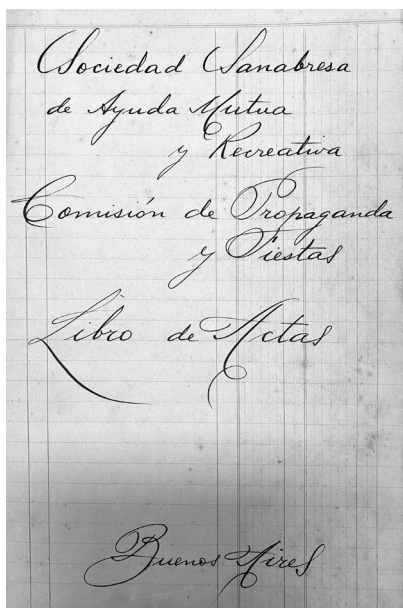 Sociedad Sanabresa
de Ayuda Mutua
y Recreativa
Comisión de Propaganda
y Fiestas
Libro de Actas
Buenos Aires